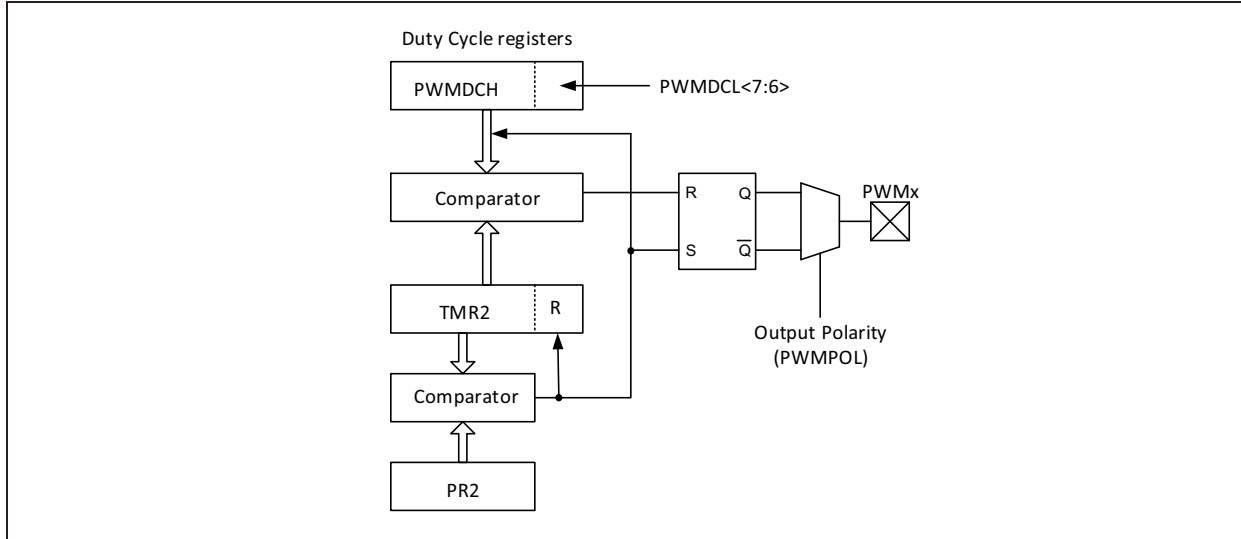 Duty Cycle registers
PWMDCH
PWMDCL<7:6>
Comparator
R
Q
PWMx
S
Q̅
TMR2
R
Output Polarity
(PWMPOL)
Comparator
PR2